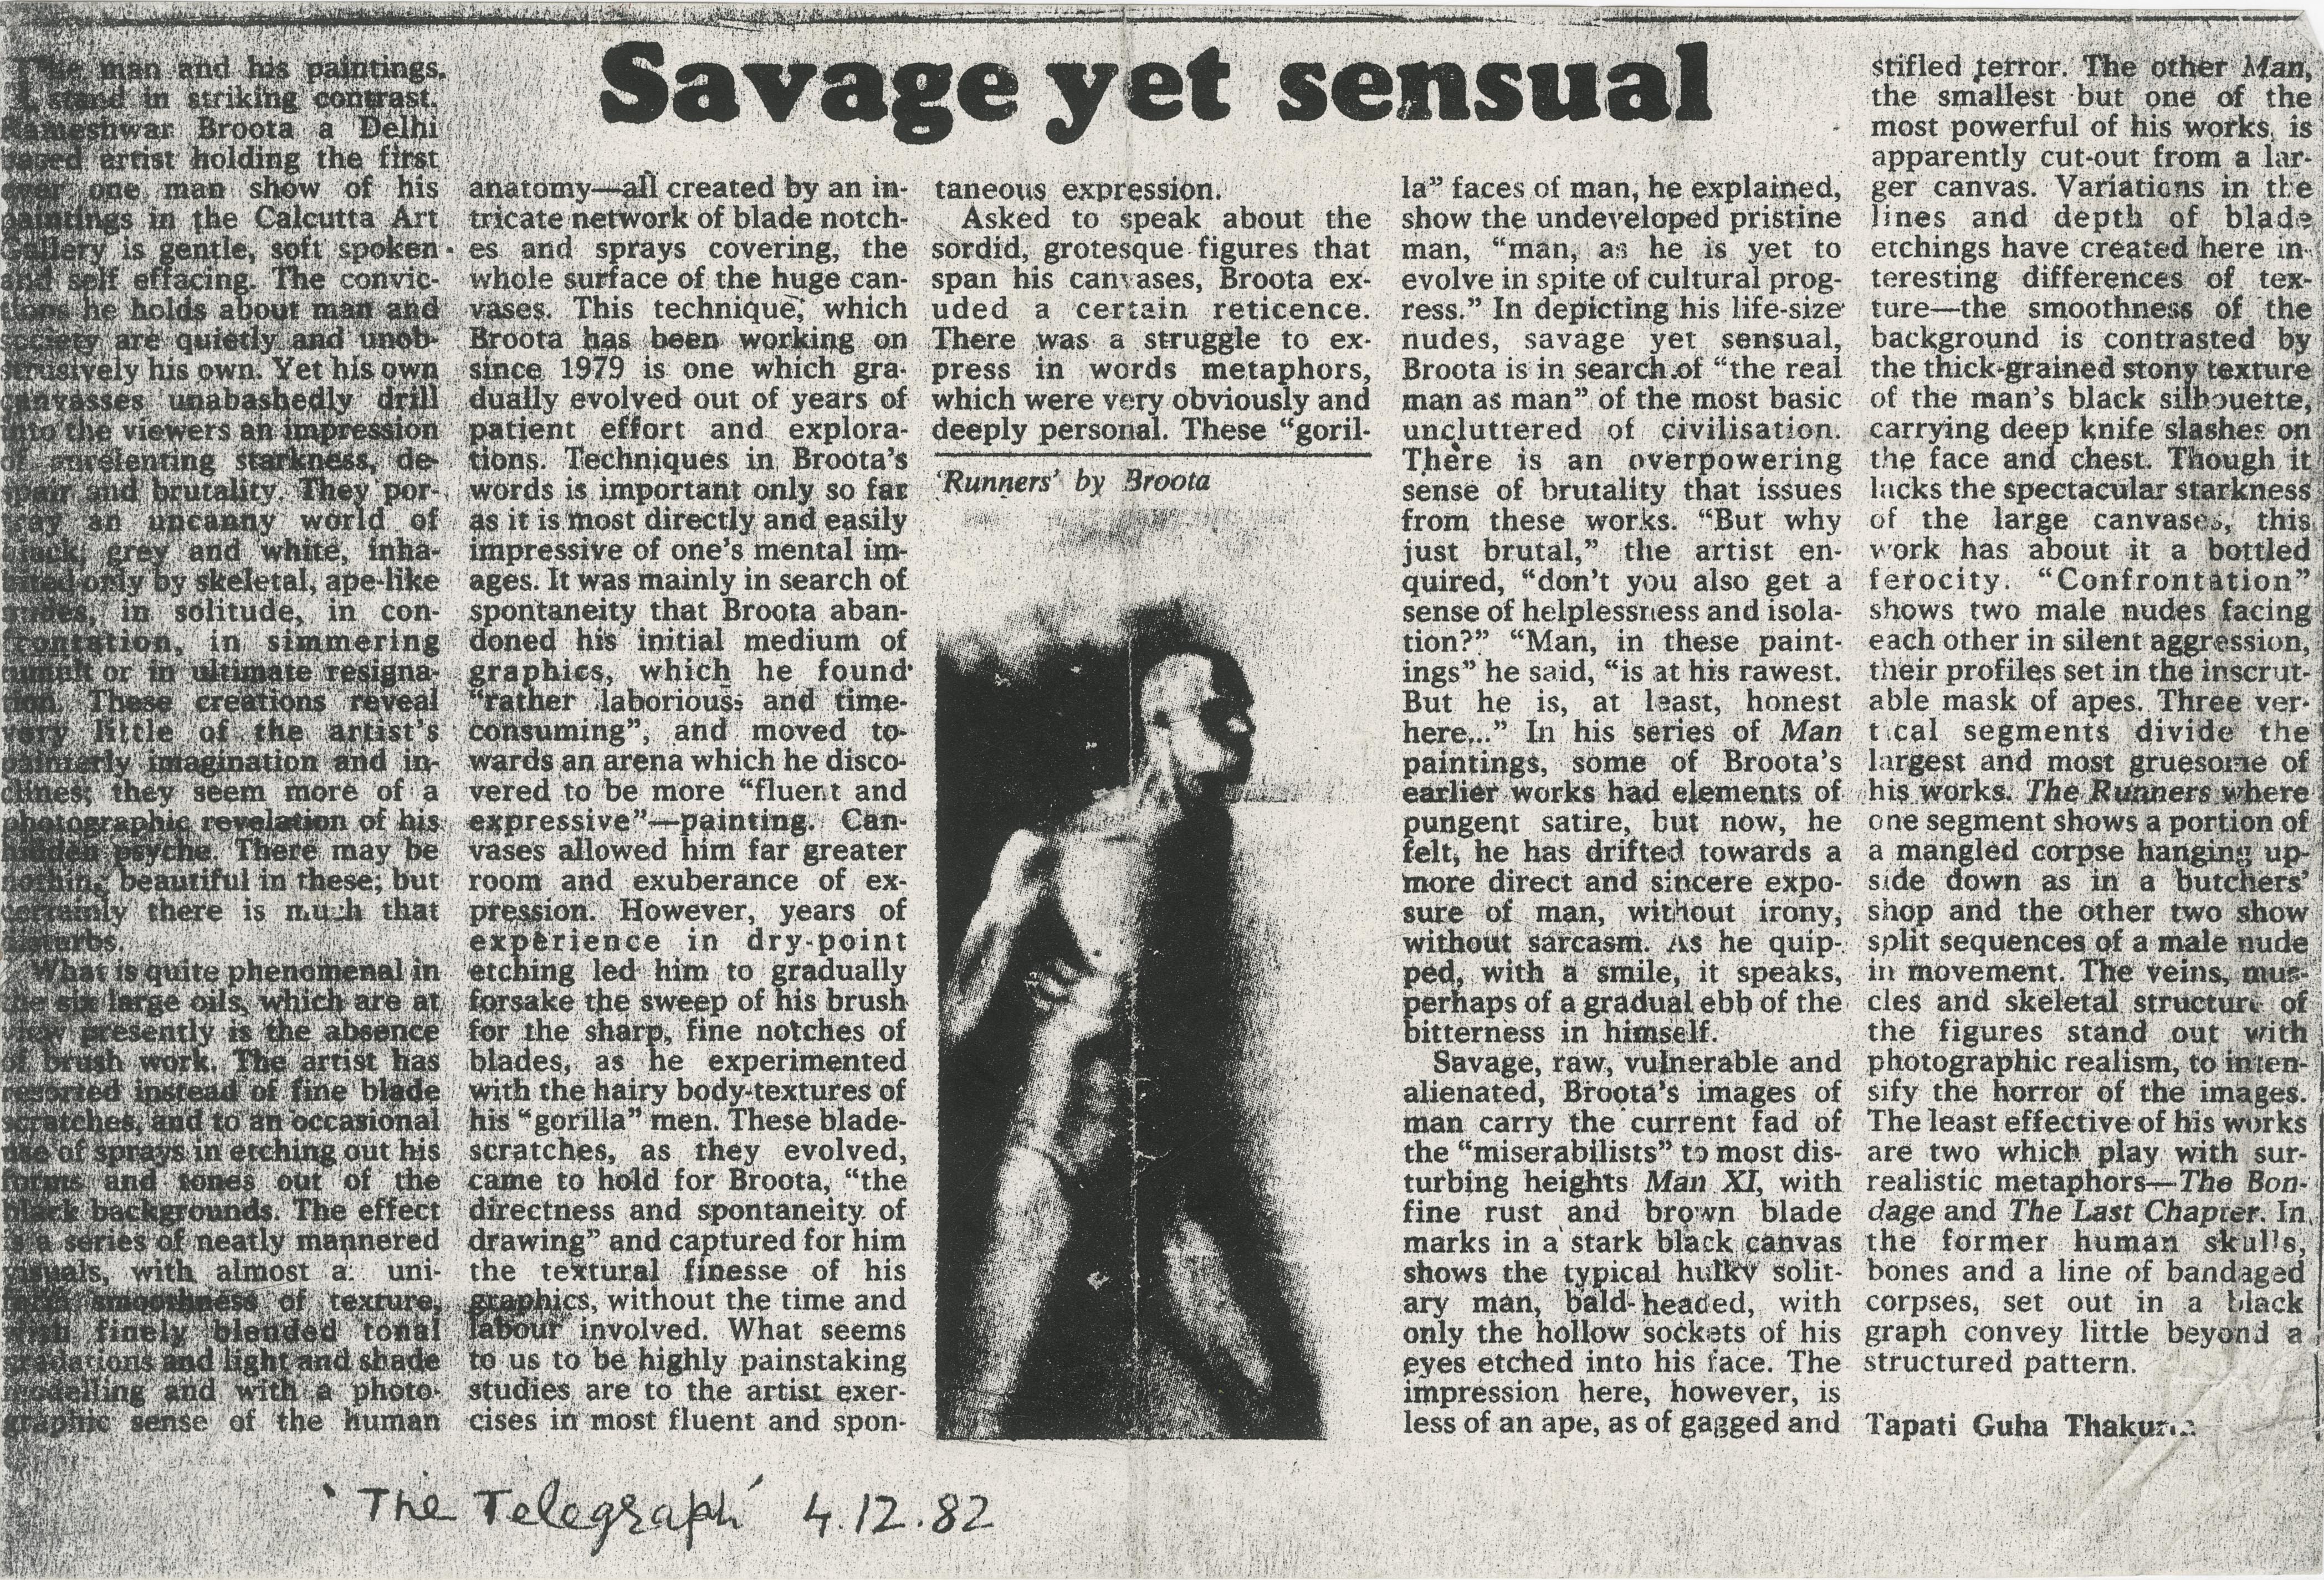 Savage yet sensual
The man and his paintings.
stand in striking contrast.
Rameshwar Broota a Delhi
based artist holding the first
ever one man show of his
paintings in the Calcutta Art
Gallery is gentle, soft spoken
and self effacing. The convic-
tions he holds about man and
society are quietly and unob-
strusively his own. Yet his own
canvasses unabashedly drill
into the viewers an impression
of unrelenting starkness, de-
spair and brutality. They por-
tray an uncanny world of
black, grey and white, inha-
bited only by skeletal, ape-like
nudes, in solitude, in con-
frontation, in simmering
tumult or in ultimate resigna-
tion. These creations reveal
very little of the artist's
painterly imagination and in-
clines; they seem more of a
photographic revelation of his
hidden psyche. There may be
nothing beautiful in these; but
certainly there is much that
disturbs.
What is quite phenomenal in
the six large oils, which are at
view presently is the absence
of brush work. The artist has
resorted instead of fine blade
scratches, and to an occasional
use of sprays in etching out his
forms and tones out of the
black backgrounds. The effect
is a series of neatly mannered
visuals, with almost a uni-
form smoothness of texture,
with finely blended tonal
gradations and light and shade
modelling and with a photo-
graphic sense of the human
anatomy—all created by an in-
tricate network of blade notch-
es and sprays covering, the
whole surface of the huge can-
vases. This technique, which
Broota has been working on
since 1979 is one which gra-
dually evolved out of years of
patient effort and explora-
tions. Techniques in Broota's
words is important only so far
as it is most directly and easily
impressive of one's mental im-
ages. It was mainly in search of
spontaneity that Broota aban-
doned his initial medium of
graphics, which he found
"rather laborious and time-
consuming", and moved to-
wards an arena which he disco-
vered to be more "fluent and
expressive"—painting. Can-
vases allowed him far greater
room and exuberance of ex-
pression. However, years of
experience in dry-point
etching led him to gradually
forsake the sweep of his brush
for the sharp, fine notches of
blades, as he experimented
with the hairy body-textures of
his "gorilla" men. These blade-
scratches, as they evolved,
came to hold for Broota, "the
directness and spontaneity of
drawing" and captured for him
the textural finesse of his
graphics, without the time and
labour involved. What seems
to us to be highly painstaking
studies are to the artist exer-
cises in most fluent and spon-
taneous expression.
Asked to speak about the
sordid, grotesque figures that
span his canvases, Broota ex-
uded a certain reticence.
There was a struggle to ex-
press in words metaphors,
which were very obviously and
deeply personal. These "goril-
'Runners' by Broota
la" faces of man, he explained,
show the undeveloped pristine
man, "man, as he is yet to
evolve in spite of cultural prog-
ress." In depicting his life-size
nudes, savage yet sensual,
Broota is in search of "the real
man as man" of the most basic
uncluttered of civilisation.
There is an overpowering
sense of brutality that issues
from these works. "But why
just brutal," the artist en-
quired, "don't you also get a
sense of helplessness and isola-
tion?" "Man, in these paint-
ings" he said, "is at his rawest.
But he is, at least, honest
here..." In his series of Man
paintings, some of Broota's
earlier works had elements of
pungent satire, but now, he
felt, he has drifted towards a
more direct and sincere expo-
sure of man, without irony,
without sarcasm. As he quip-
ped, with a smile, it speaks,
perhaps of a gradual ebb of the
bitterness in himself.
Savage, raw, vulnerable and
alienated, Broota's images of
man carry the current fad of
the "miserabilists" to most dis-
turbing heights Man XI, with
fine rust and brown blade
marks in a stark black canvas
shows the typical hulky solit-
ary man, bald-headed, with
only the hollow sockets of his
eyes etched into his face. The
impression here, however, is
less of an ape, as of gagged and
stifled terror. The other Man,
the smallest but one of the
most powerful of his works, is
apparently cut-out from a lar-
ger canvas. Variations in the
lines and depth of blade
etchings have created here in-
teresting differences of tex-
ture—the smoothness of the
background is contrasted by
the thick-grained stony texture
of the man's black silhouette,
carrying deep knife slashes on
the face and chest. Though it
lacks the spectacular starkness
of the large canvases, this
work has about it a bottled
ferocity. "Confrontation"
shows two male nudes facing
each other in silent aggression,
their profiles set in the inscrut-
able mask of apes. Three ver-
tical segments divide the
largest and most gruesome of
his works. The Runners where
one segment shows a portion of
a mangled corpse hanging up-
side down as in a butchers'
shop and the other two show
split sequences of a male nude
in movement. The veins, mus-
cles and skeletal structure of
the figures stand out with
photographic realism, to inten-
sify the horror of the images.
The least effective of his works
are two which play with sur-
realistic metaphors—The Bon-
dage and The Last Chapter. In
the former human skulls,
bones and a line of bandaged
corpses, set out in a black
graph convey little beyond a
structured pattern.
Tapati Guha Thakurta
'The Telegraph' 4.12.82